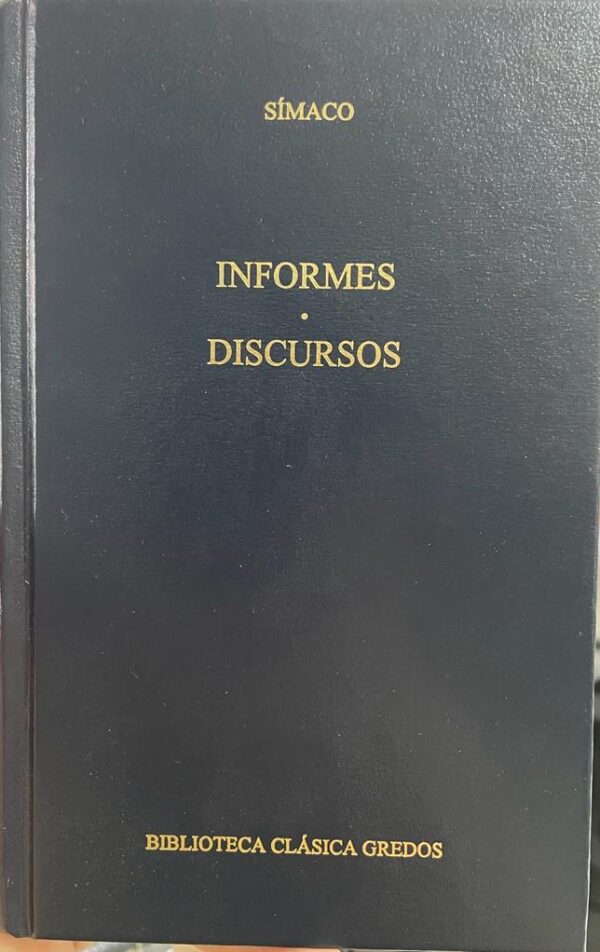 SÍMACO
INFORMES
·
DISCURSOS
BIBLIOTECA CLÁSICA GREDOS